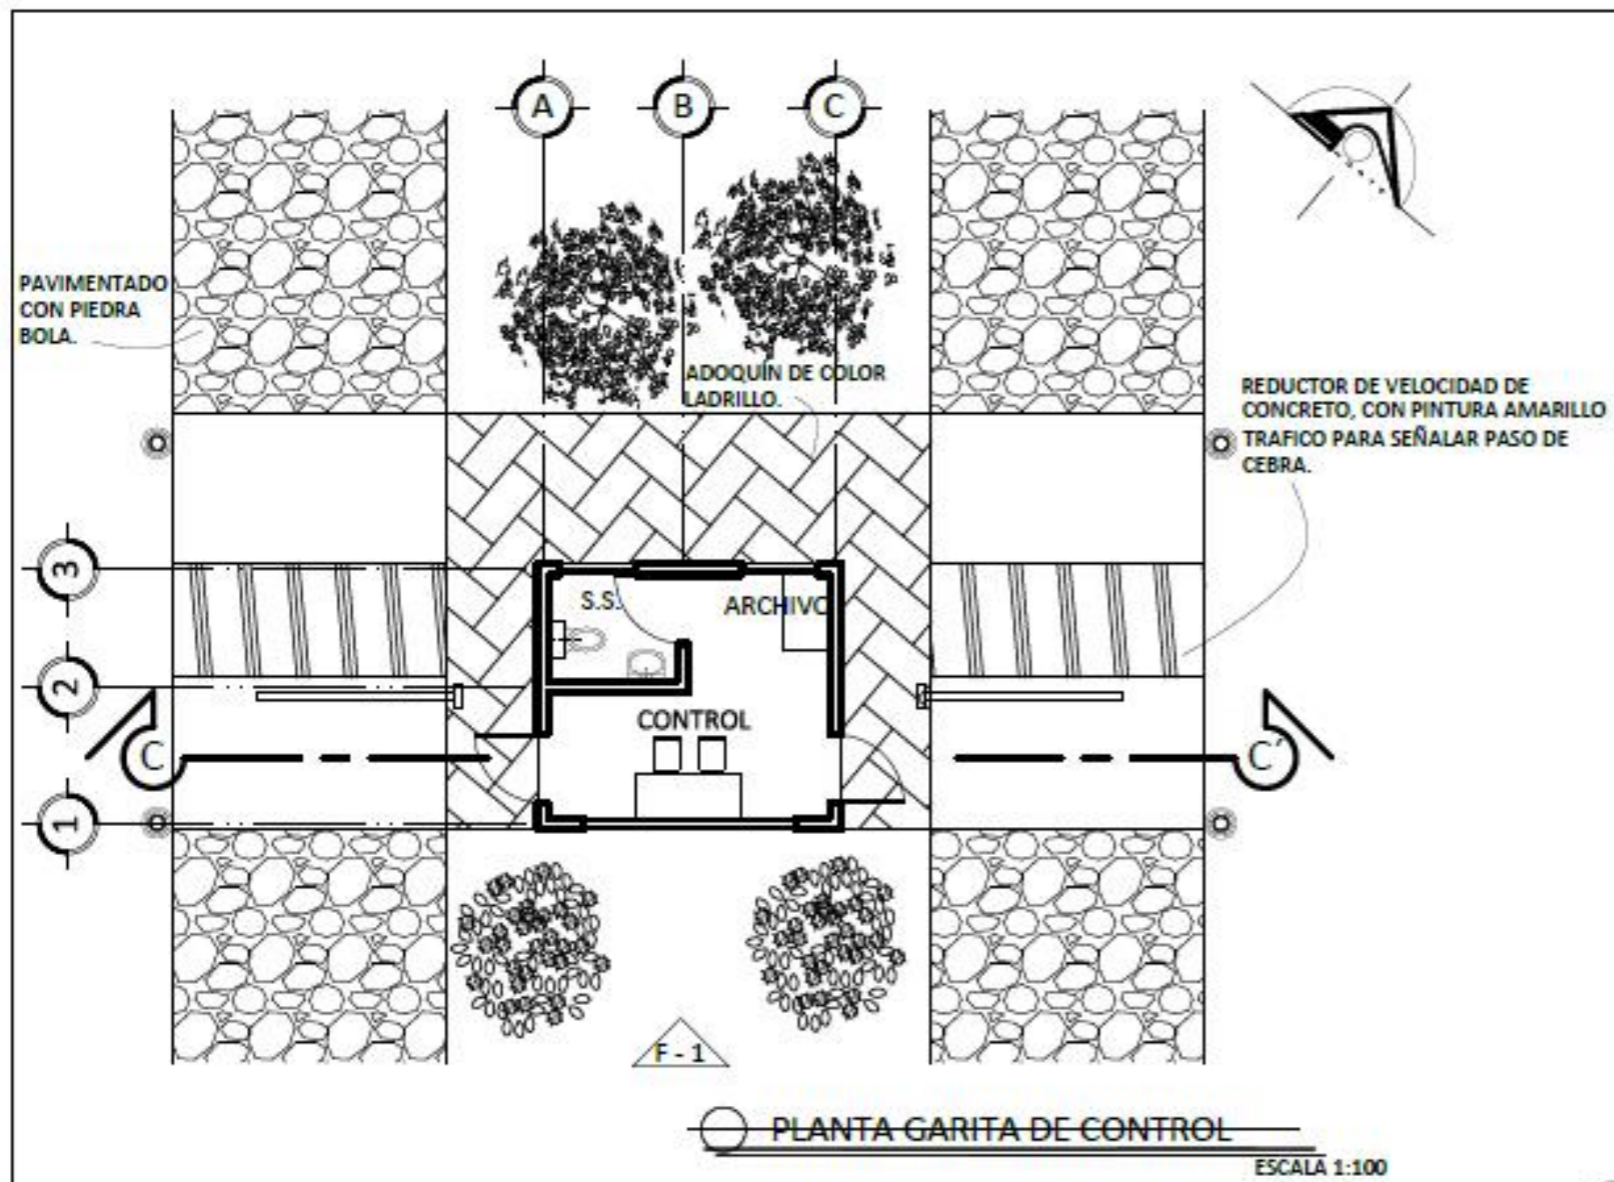 A B C
PAVIMENTADO
CON PIEDRA
BOLA.
ADOQUÍN DE COLOR
LADRILLO.
REDUCTOR DE VELOCIDAD DE
CONCRETO, CON PINTURA AMARILLO
TRAFICO PARA SEÑALAR PASO DE
CEBRA.
3
S.S.
ARCHIVO
2
CONTROL
C
C´
1
F - 1
PLANTA GARITA DE CONTROL
ESCALA 1:100